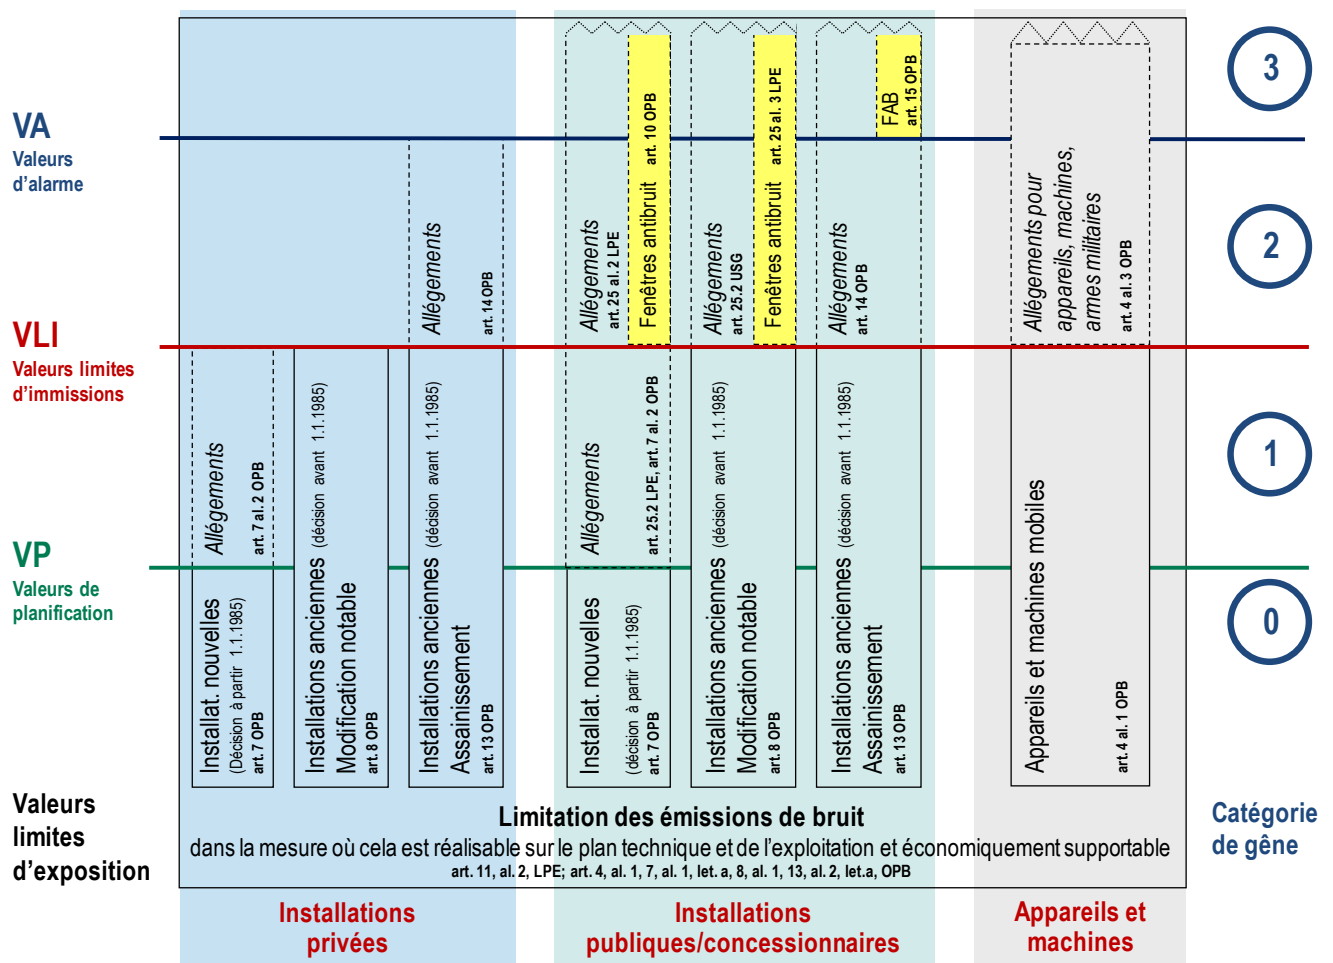 VA
Valeurs
d'alarme
VLI
Valeurs limites
d'immissions
VP
Valeurs de
planification
Valeurs
limites
d'exposition
Allégements
art. 7 al. 2 OPB
Installat. nouvelles
(Décision à partir 1.1.1985)
art. 7 OPB
Installations anciennes (décision avant 1.1.1985)
Modification notable
art. 8 OPB
Allégements
art. 14 OPB
Installations anciennes (décision avant 1.1.1985)
Assainissement
art. 13 OPB
Allégements
art. 25 al. 2 LPE
Fenêtres antibruit art. 10 OPB
Allégements
art. 25.2 LPE, art. 7 al. 2 OPB
Installat. nouvelles
(décision à partir 1.1.1985)
art. 7 OPB
Allégements
art. 25.2 USG
Fenêtres antibruit art. 25 al. 3 LPE
Installations anciennes (décision avant 1.1.1985)
Modification notable
art. 8 OPB
FAB
art. 15 OPB
Allégements
art. 14 OPB
Installations anciennes (décision avant 1.1.1985)
Assainissement
art. 13 OPB
Allégements pour
appareils, machines,
armes militaires
art. 4 al. 3 OPB
Appareils et machines mobiles
art. 4 al. 1 OPB
3
2
1
0
Catégorie
de gêne
Limitation des émissions de bruit
dans la mesure où cela est réalisable sur le plan technique et de l'exploitation et économiquement supportable
art. 11, al. 2, LPE; art. 4, al. 1, 7, al. 1, let. a, 8, al. 1, 13, al. 2, let.a, OPB
Installations
privées
Installations
publiques/concessionnaires
Appareils et
machines